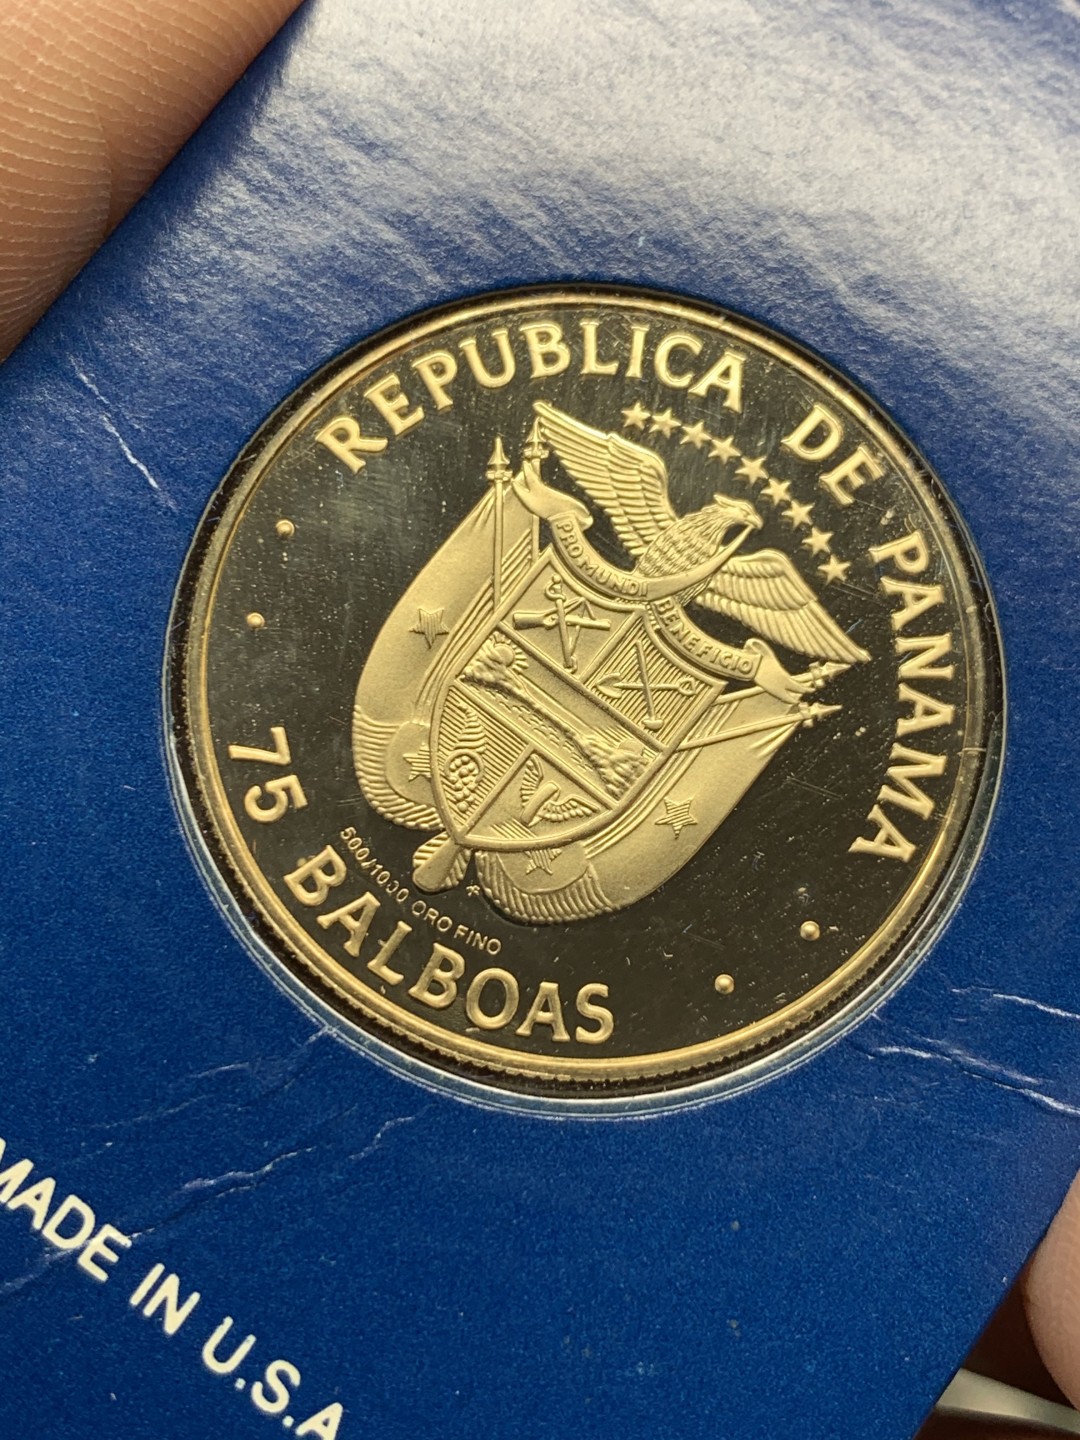 REPUBLICA DE PANAMA
PRO MUNDI BENEFICIO
500/1000 ORO FINO
75 BALBOAS
MADE IN U.S.A